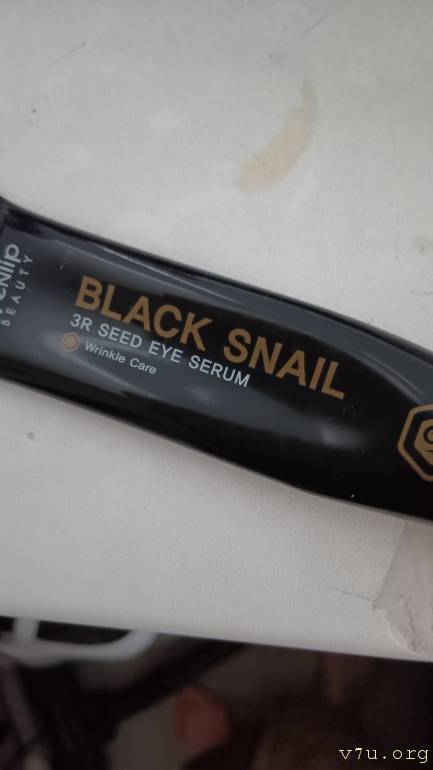 BEAUTY
BLACK SNAIL
3R SEED EYE SERUM
Wrinkle Care
v7u.org